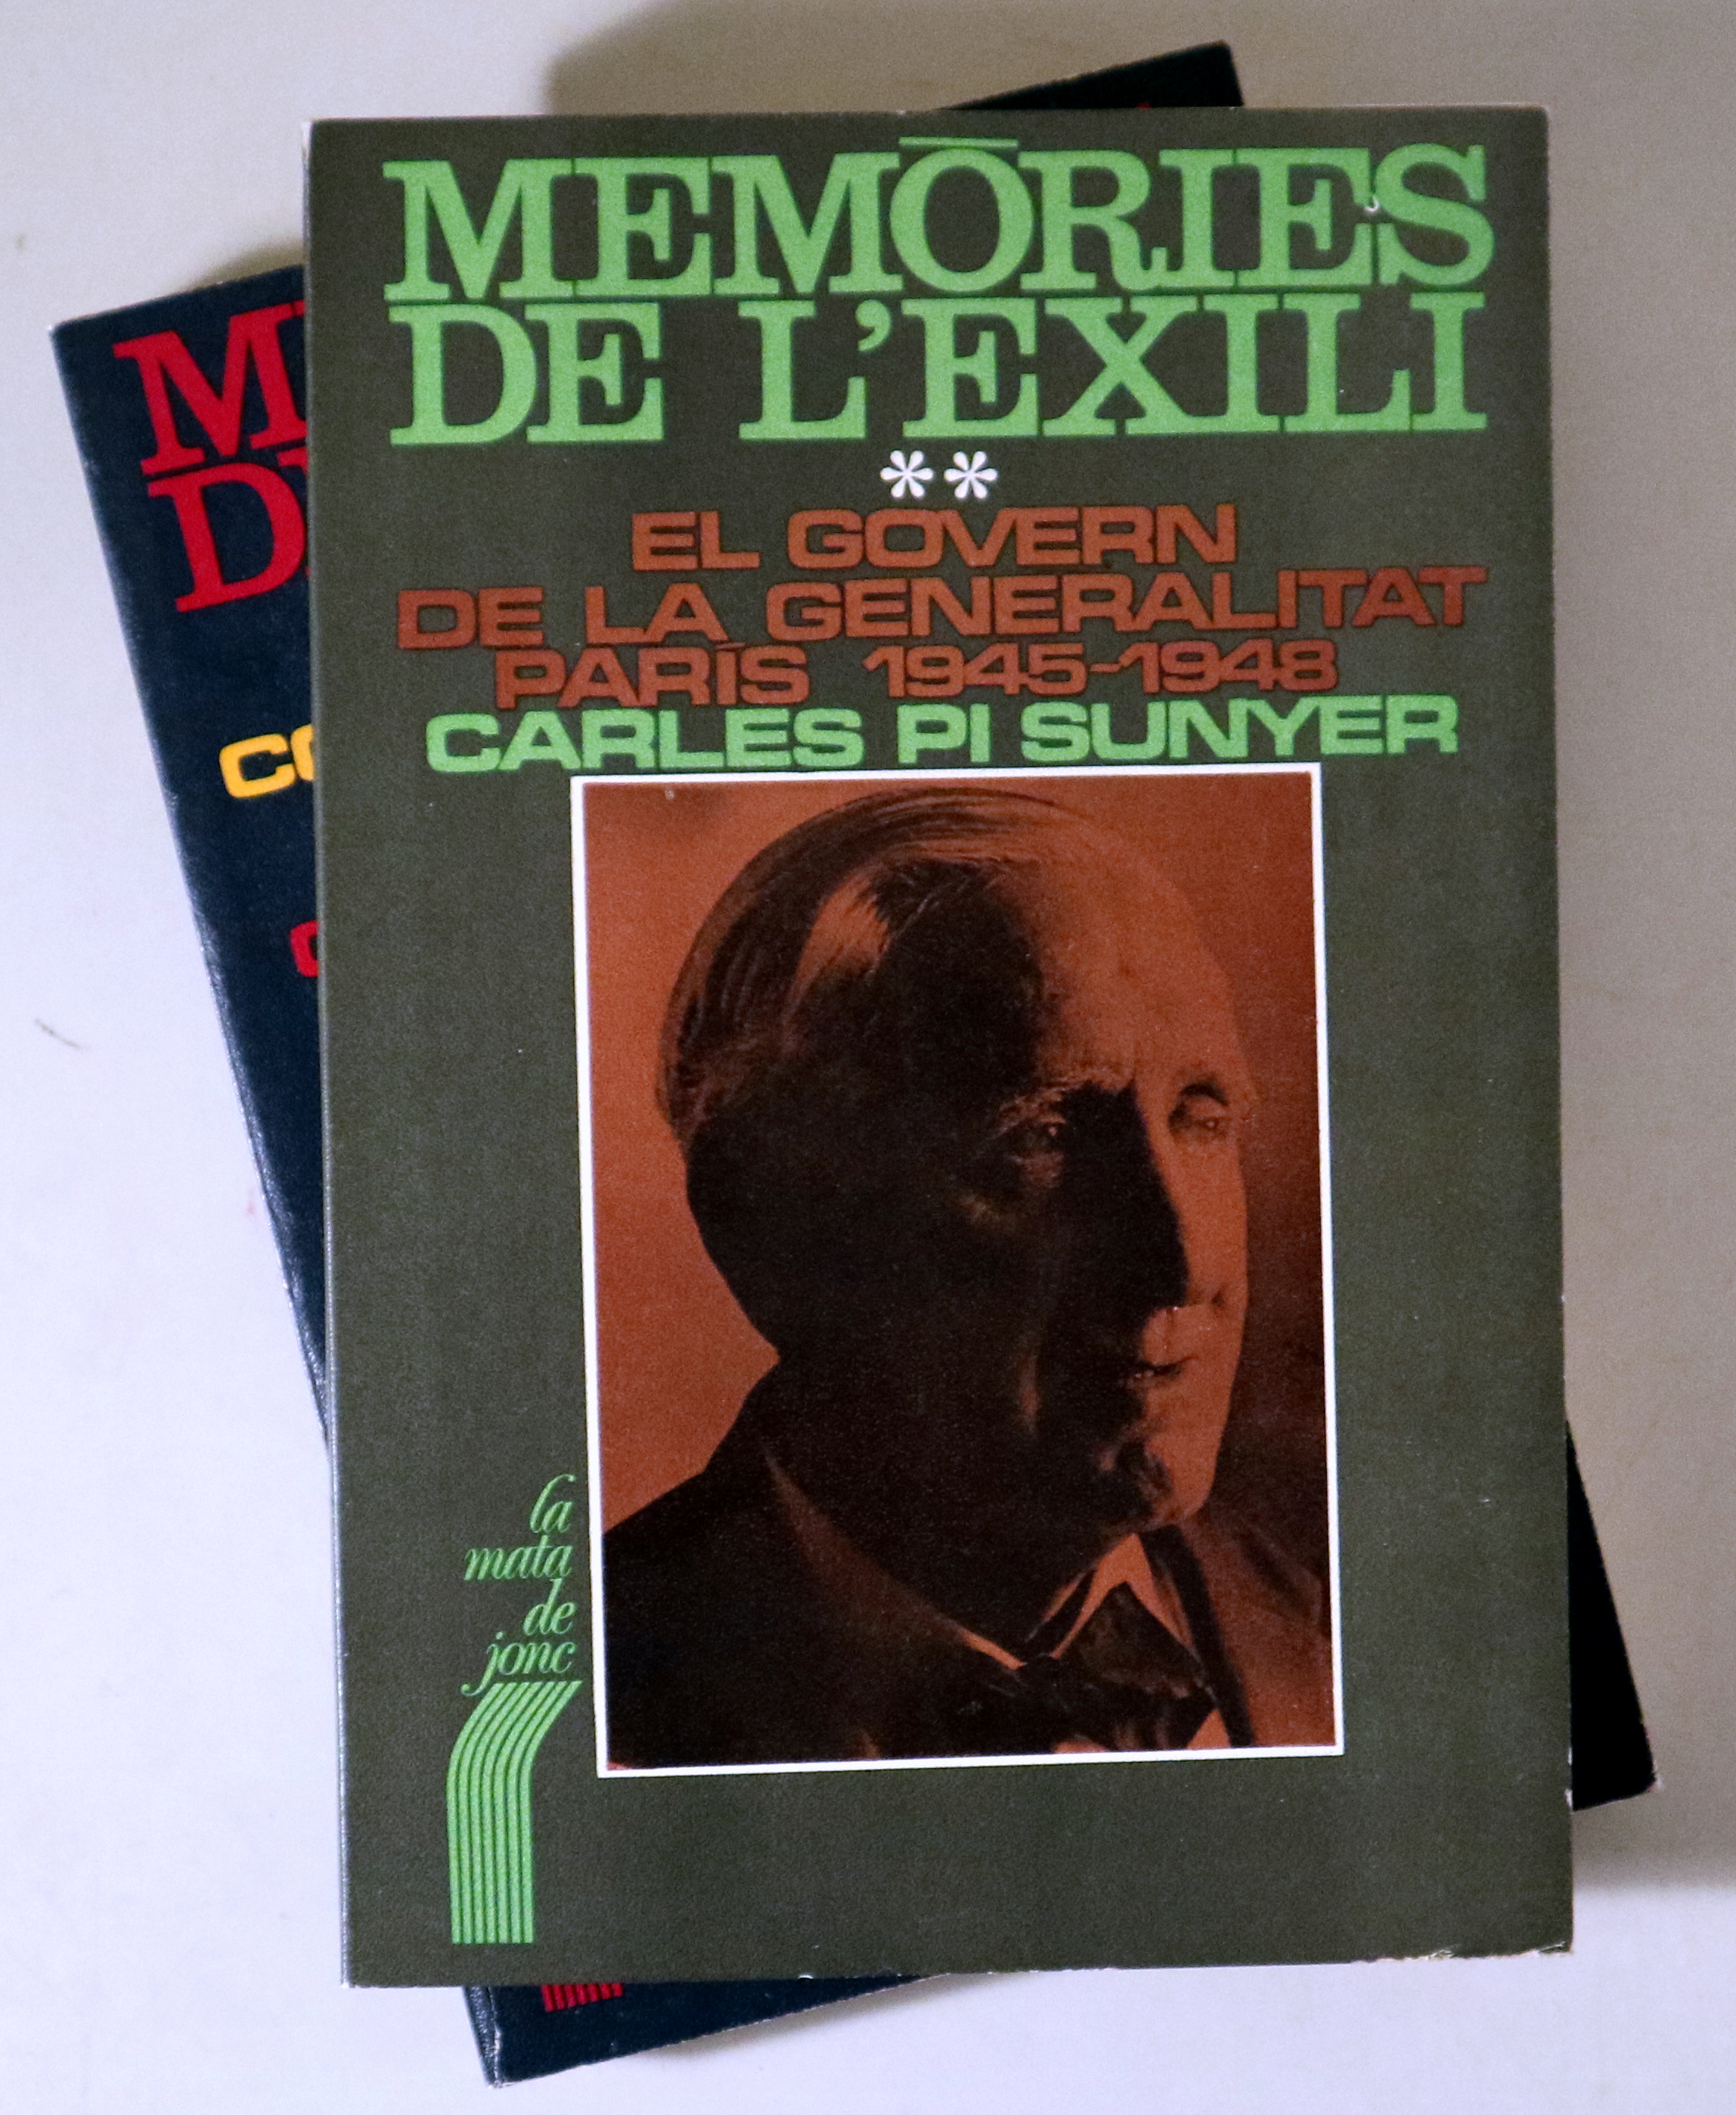 MEMÒRIES
DE L'EXILI
**
EL GOVERN
DE LA GENERALITAT
PARÍS 1945-1948
CARLES PI SUNYER
la
mata
de
jonc